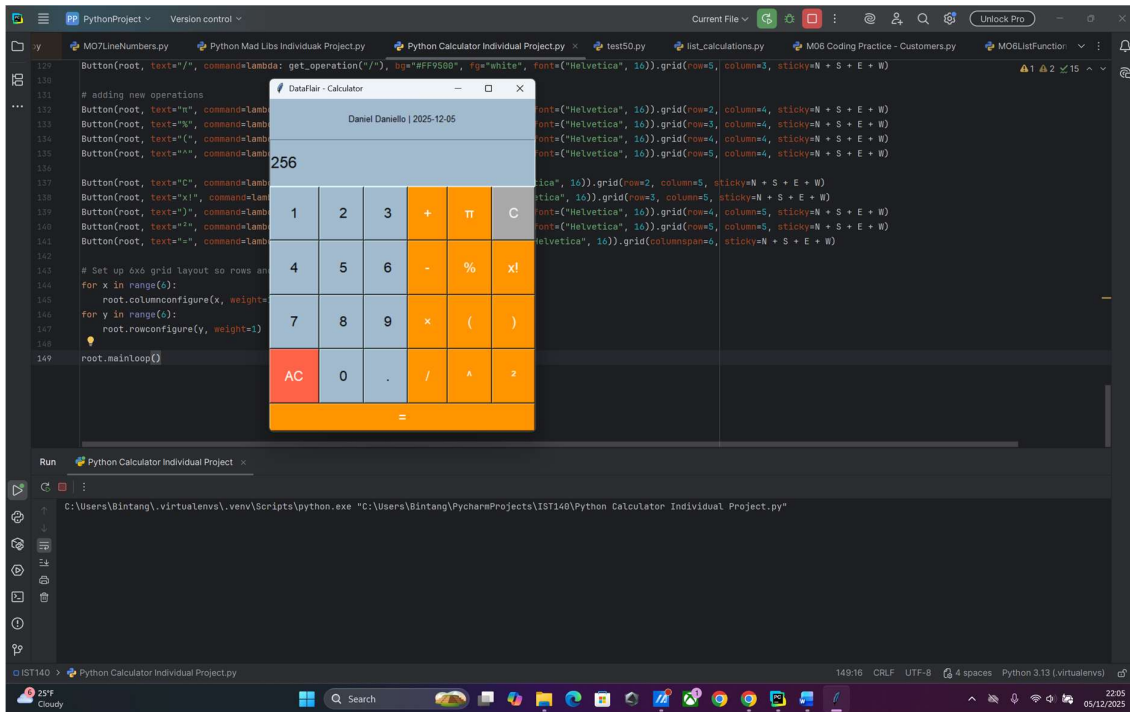 PP PythonProject Version control Current File Unlock Pro
py MO7LineNumbers.py Python Mad Libs Individuak Project.py Python Calculator Individual Project.py test50.py list_calculations.py M06 Coding Practice - Customers.py MO6ListFunction
129 Button(root, text="/", command=lambda: get_operation("/"), bg="#FF9500", fg="white", font=("Helvetica", 16)).grid(row=5, column=3, sticky=N + S + E + W) 1 2 15
130
131 # adding new operations
132 Button(root, text="π", command=lamb font=("Helvetica", 16)).grid(row=2, column=4, sticky=N + S + E + W)
133 Button(root, text="%", command=lamb font=("Helvetica", 16)).grid(row=3, column=4, sticky=N + S + E + W)
134 Button(root, text="(", command=lamb font=("Helvetica", 16)).grid(row=4, column=4, sticky=N + S + E + W)
135 Button(root, text="^", command=lamb font=("Helvetica", 16)).grid(row=5, column=4, sticky=N + S + E + W)
137 Button(root, text="C", command=lamb tica", 16)).grid(row=2, column=5, sticky=N + S + E + W)
138 Button(root, text="x!", command=lam etica", 16)).grid(row=3, column=5, sticky=N + S + E + W)
139 Button(root, text=")", command=lamb font=("Helvetica", 16)).grid(row=4, column=5, sticky=N + S + E + W)
140 Button(root, text="²", command=lamb font=("Helvetica", 16)).grid(row=5, column=5, sticky=N + S + E + W)
141 Button(root, text="=", command=lamb Helvetica", 16)).grid(columnspan=6, sticky=N + S + E + W)
142
143 # Set up 6x6 grid layout so rows an
144 for x in range(6):
145 root.columnconfigure(x, weight=
146 for y in range(6):
147 root.rowconfigure(y, weight=1)
148
149 root.mainloop()
DataFlair - Calculator
Daniel Daniello | 2025-12-05
256
1 2 3 + π C
4 5 6 - % x!
7 8 9 × ( )
AC 0 . / ^ ²
=
Run Python Calculator Individual Project
C:\Users\Bintang\.virtualenvs\.venv\Scripts\python.exe "C:\Users\Bintang\PycharmProjects\IST140\Python Calculator Individual Project.py"
IST140 > Python Calculator Individual Project.py 149:16 CRLF UTF-8 4 spaces Python 3.13 (.virtualenvs)
6 25°F Search 22:05
Cloudy 05/12/2025